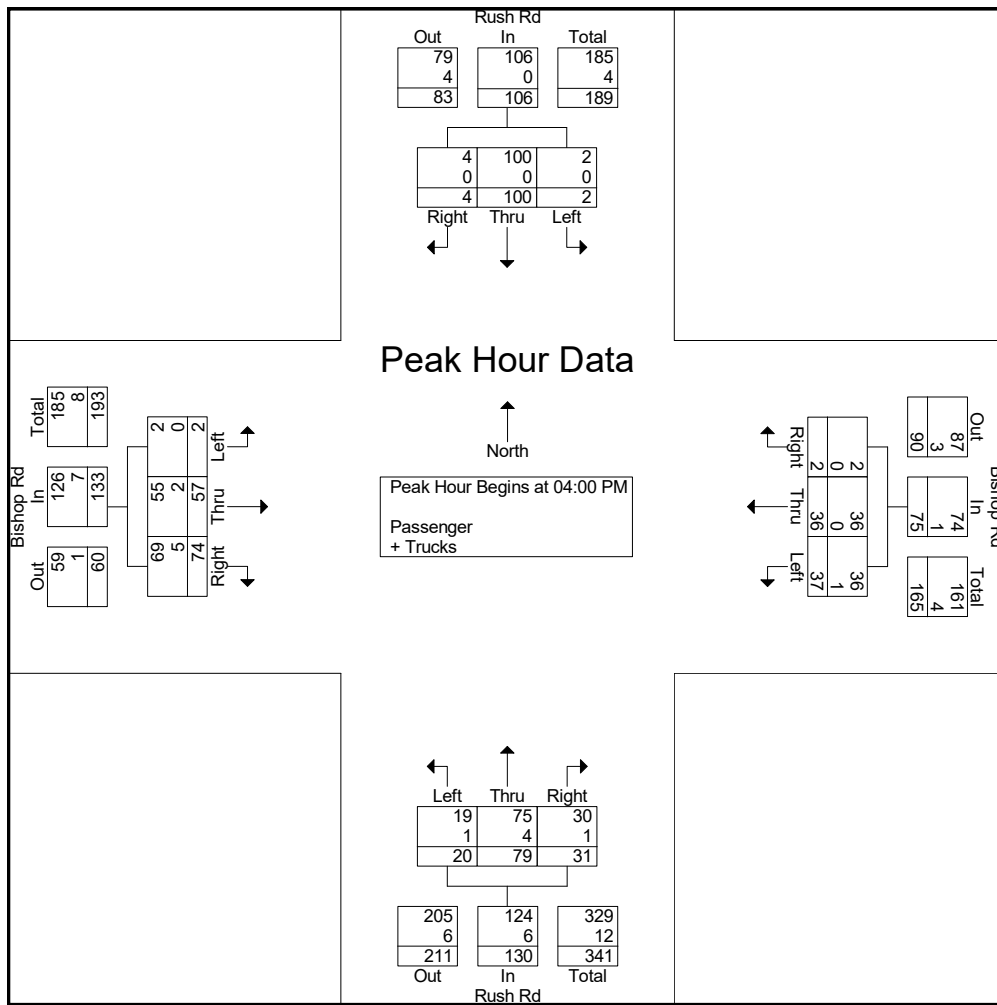 Rush Rd
Out In Total
79 106 185
4 0 4
83 106 189
4 100 2
0 0 0
4 100 2
Right Thru Left
Peak Hour Data
North
Peak Hour Begins at 04:00 PM
Passenger
+ Trucks
Bishop Rd
Out In Total
59 126 185
1 7 8
60 133 193
Left Thru Right
2 55 69
0 2 5
2 57 74
Bishop Rd
Out In Total
87 74 161
3 1 4
90 75 165
Right Thru Left
2 36 36
0 0 1
2 36 37
Left Thru Right
19 75 30
1 4 1
20 79 31
205 124 329
6 6 12
211 130 341
Out In Total
Rush Rd